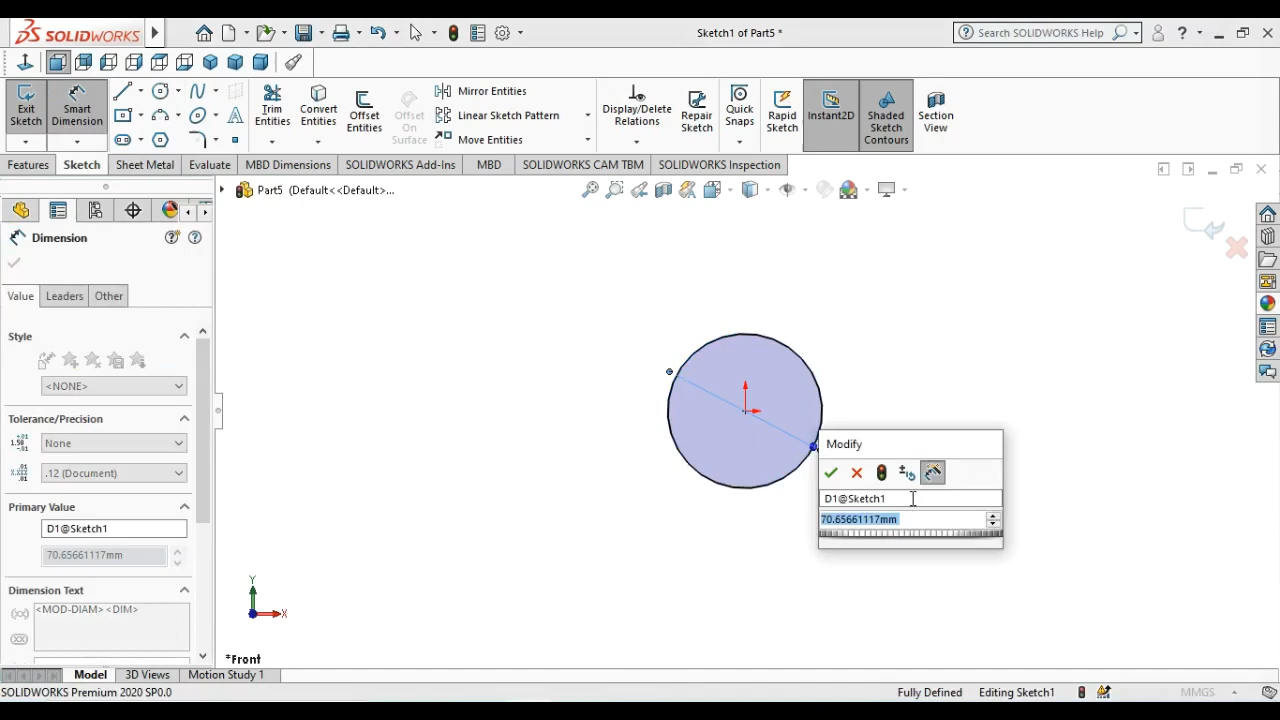 SOLIDWORKS
Sketch1 of Part5 *
Search SOLIDWORKS Help
Exit Sketch
Smart Dimension
Trim Entities
Convert Entities
Offset Entities
Offset On Surface
Mirror Entities
Linear Sketch Pattern
Move Entities
Display/Delete Relations
Repair Sketch
Quick Snaps
Rapid Sketch
Instant2D
Shaded Sketch Contours
Section View
Features
Sketch
Sheet Metal
Evaluate
MBD Dimensions
SOLIDWORKS Add-Ins
MBD
SOLIDWORKS CAM TBM
SOLIDWORKS Inspection
Part5 (Default<<Default>...
Dimension
Value
Leaders
Other
Style
<NONE>
Tolerance/Precision
None
.12 (Document)
Primary Value
D1@Sketch1
70.65661117mm
Dimension Text
<MOD-DIAM> <DIM>
Modify
D1@Sketch1
70.65661117mm
Y
X
*Front
Model
3D Views
Motion Study 1
SOLIDWORKS Premium 2020 SP0.0
Fully Defined
Editing Sketch1
MMGS